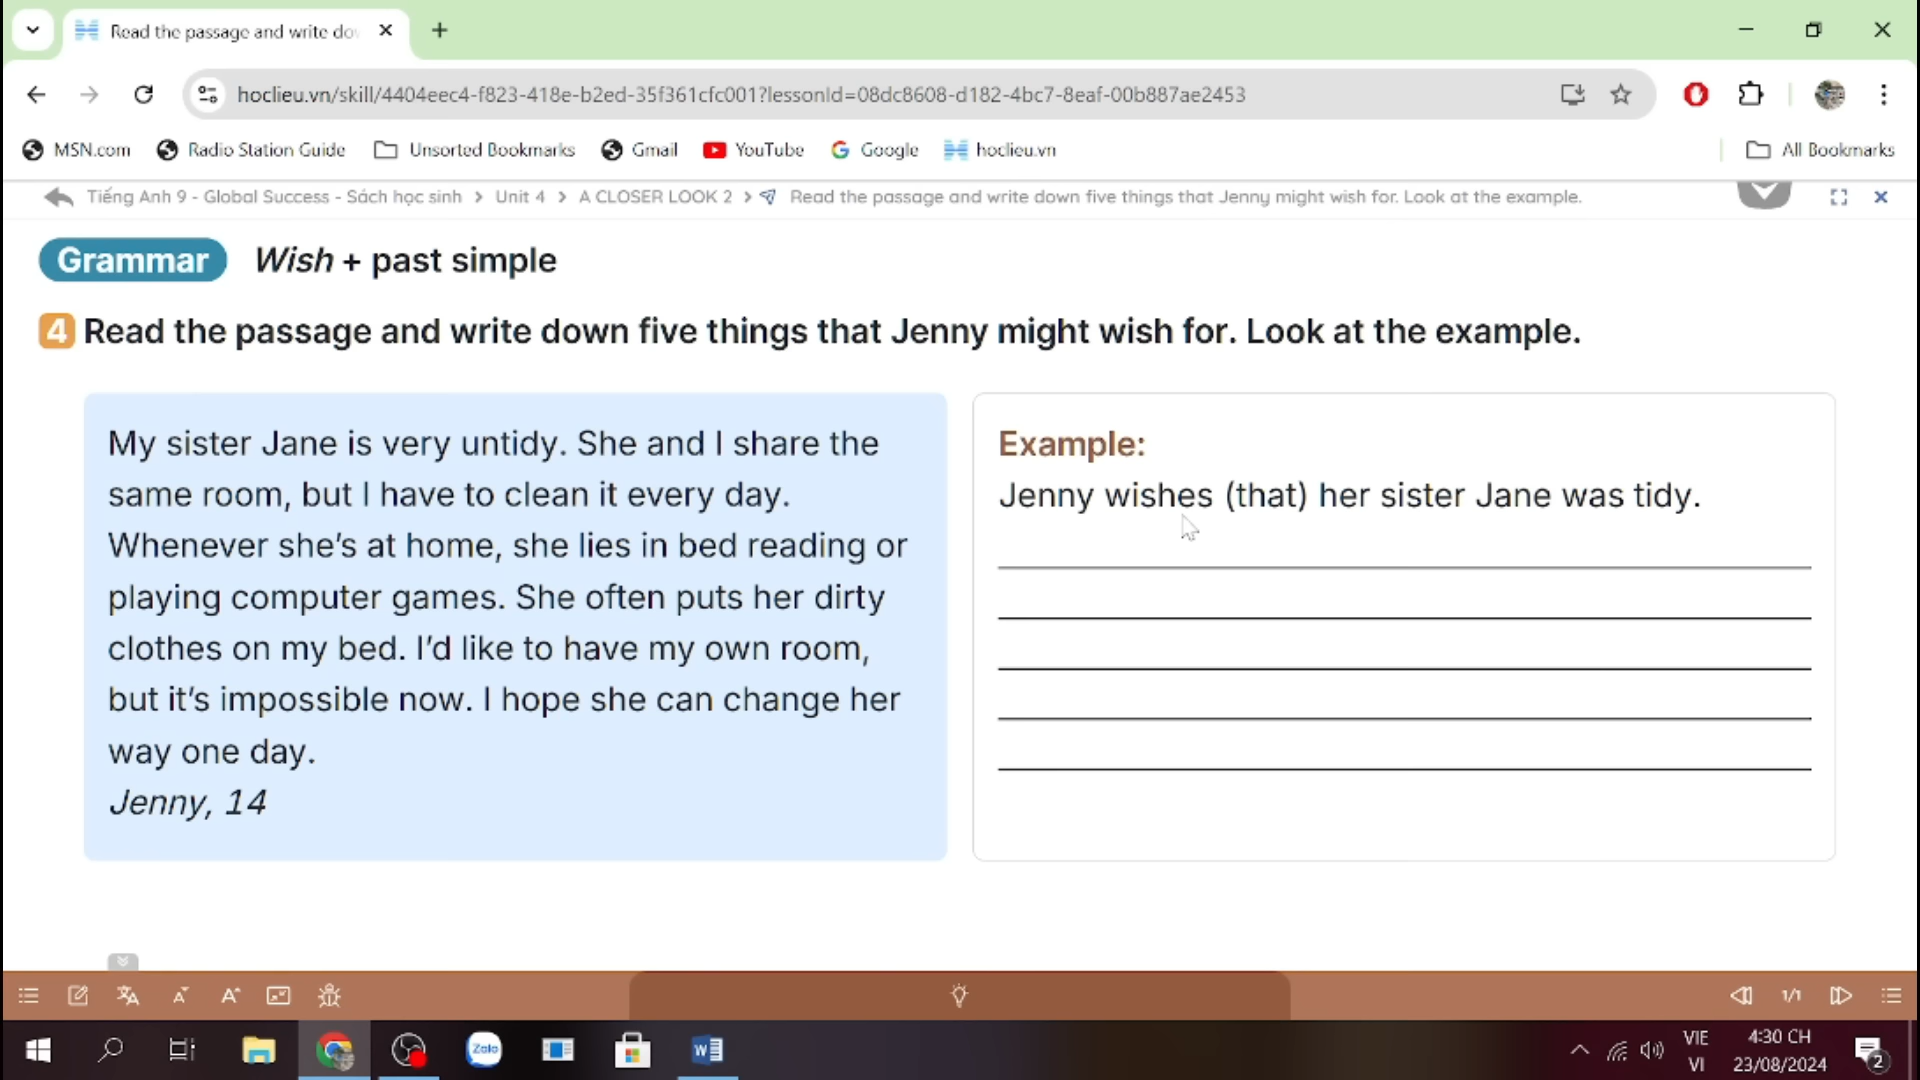 Read the passage and write do
hoclieu.vn/skill/4404eec4-f823-418e-b2ed-35f361cfc001?lessonId=08dc8608-d182-4bc7-8eaf-00b887ae2453
MSN.com Radio Station Guide Unsorted Bookmarks Gmail YouTube Google hoclieu.vn All Bookmarks
Tiếng Anh 9 - Global Success - Sách học sinh > Unit 4 > A CLOSER LOOK 2 > Read the passage and write down five things that Jenny might wish for. Look at the example.
Grammar Wish + past simple
4 Read the passage and write down five things that Jenny might wish for. Look at the example.
My sister Jane is very untidy. She and I share the
same room, but I have to clean it every day.
Whenever she's at home, she lies in bed reading or
playing computer games. She often puts her dirty
clothes on my bed. I'd like to have my own room,
but it's impossible now. I hope she can change her
way one day.
Jenny, 14
Example:
Jenny wishes (that) her sister Jane was tidy.
1/1
Zalo
VIE
VI
4:30 CH
23/08/2024
2